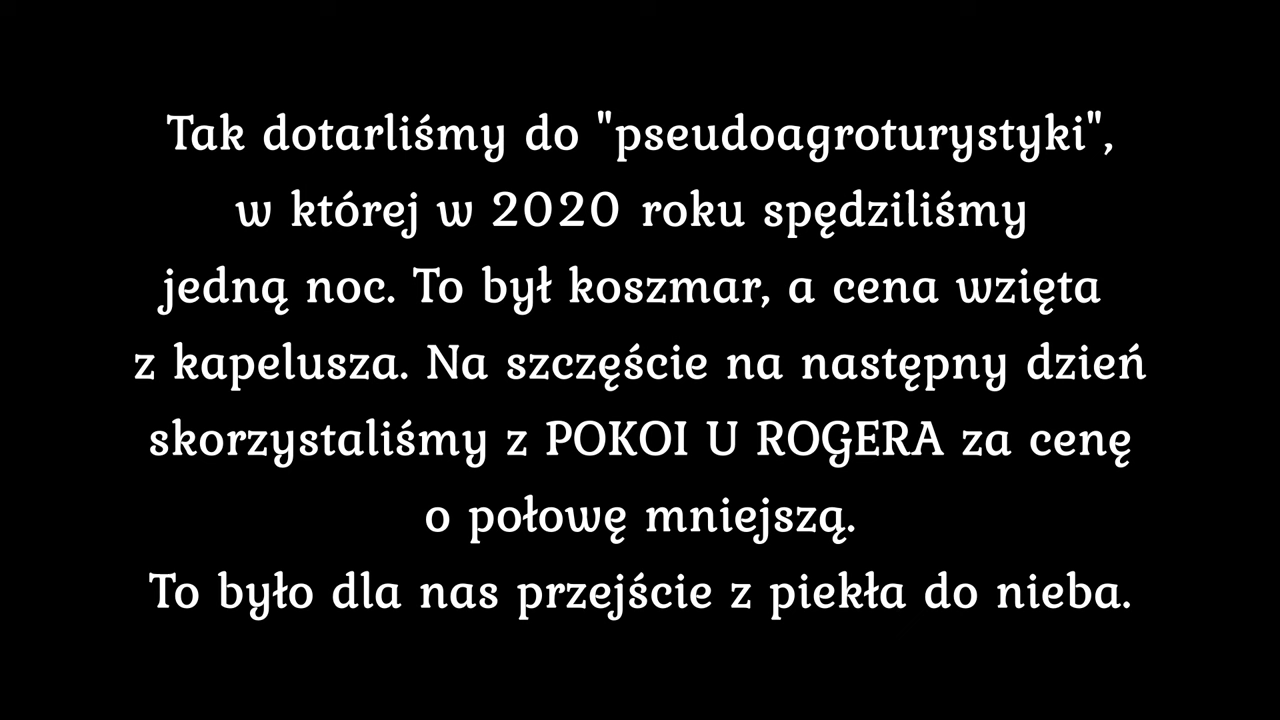 Tak dotarliśmy do "pseudoagroturystyki",
w której w 2020 roku spędziliśmy
jedną noc. To był koszmar, a cena wzięta
z kapelusza. Na szczęście na następny dzień
skorzystaliśmy z POKOI U ROGERA za cenę
o połowę mniejszą.
To było dla nas przejście z piekła do nieba.